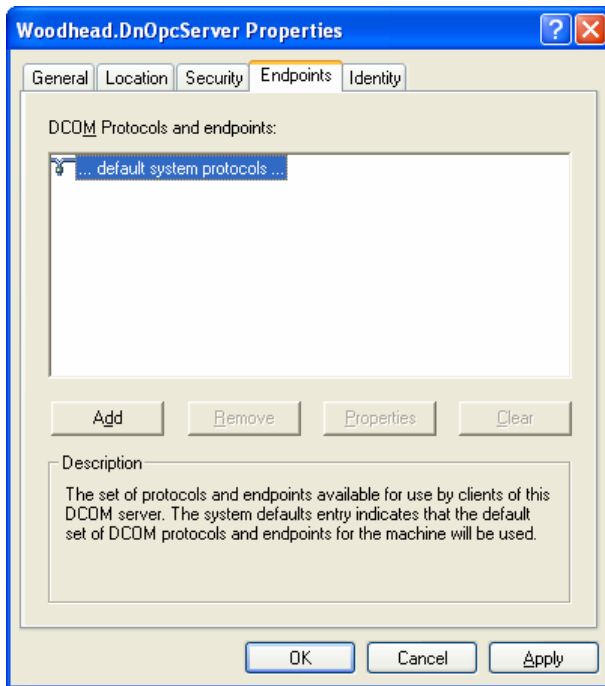 Woodhead.DnOpcServer Properties
General Location Security Endpoints Identity
DCOM Protocols and endpoints:
... default system protocols ...
Add Remove Properties Clear
Description
The set of protocols and endpoints available for use by clients of this
DCOM server. The system defaults entry indicates that the default
set of DCOM protocols and endpoints for the machine will be used.
OK Cancel Apply